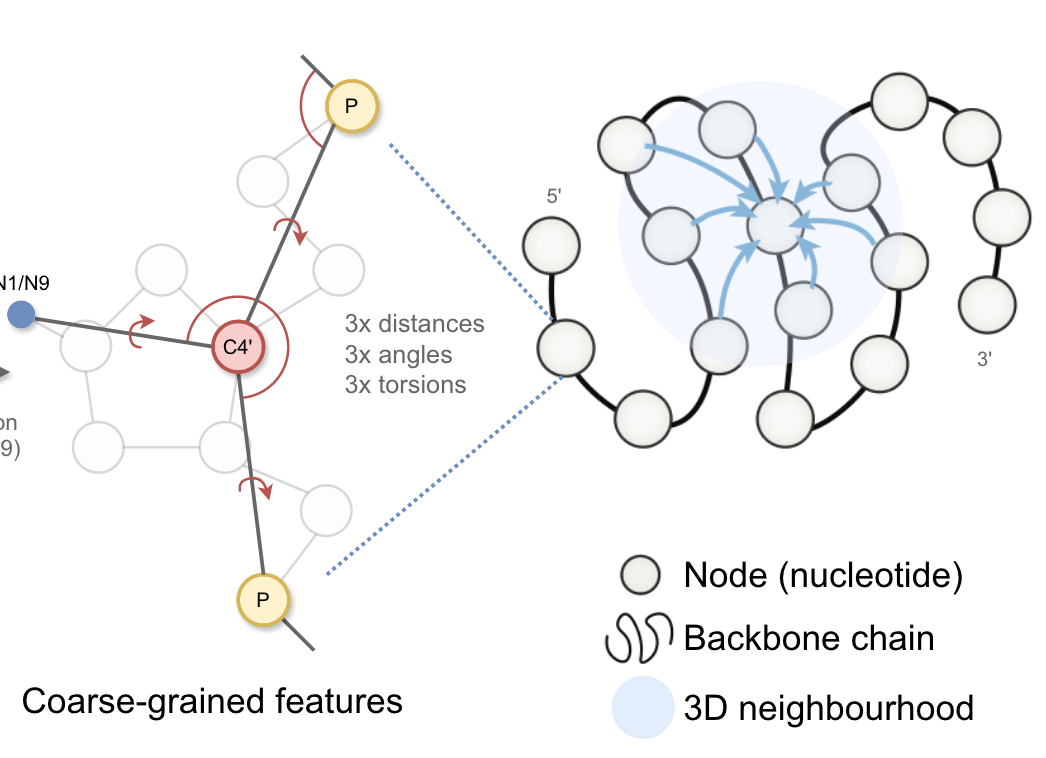 P
5'
N1/N9
C4'
3x distances
3x angles
3x torsions
3'
on
9)
P
Node (nucleotide)
Backbone chain
3D neighbourhood
Coarse-grained features